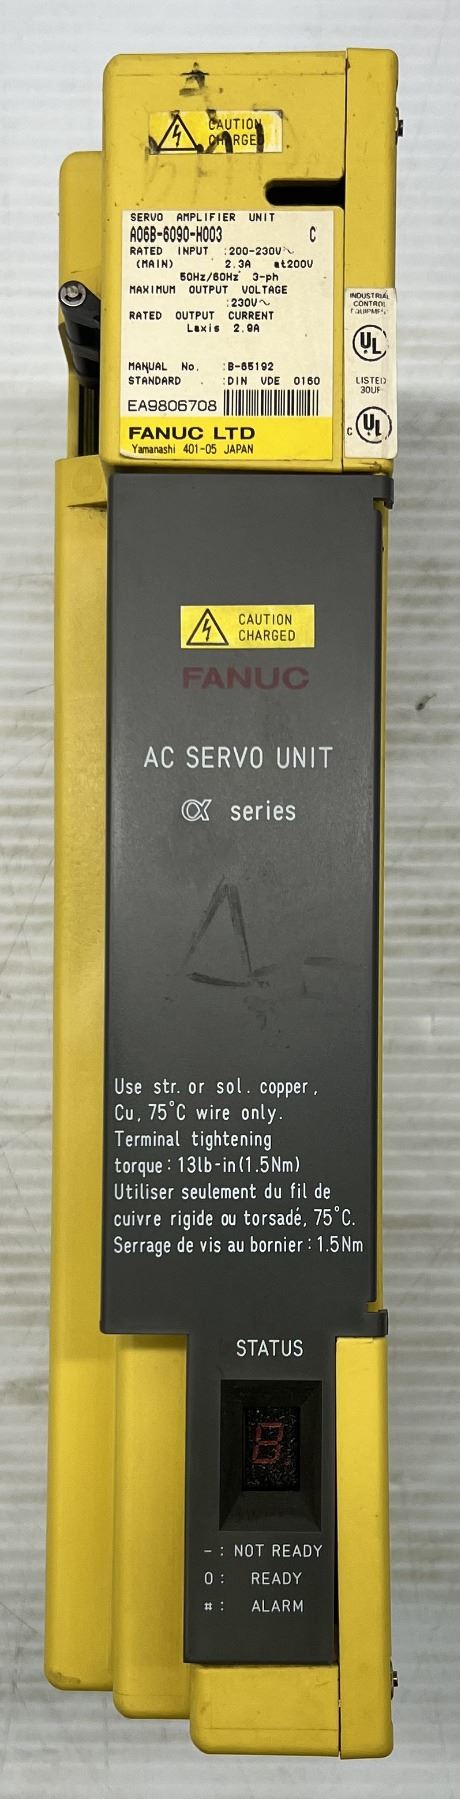 CAUTION
CHARGED
SERVO AMPLIFIER UNIT
A06B-6090-H003 C
RATED INPUT :200-230V~
(MAIN) 2.3A at200V
50Hz/60Hz 3-ph
MAXIMUM OUTPUT VOLTAGE
:230V~
RATED OUTPUT CURRENT
Laxis 2.9A
MANUAL No. :B-65192
STANDARD :DIN VDE 0160
EA9806708
FANUC LTD
Yamanashi 401-05 JAPAN
INDUSTRIAL
CONTROL
EQUIPMENT
UL
LISTED
30UF
c UL
CAUTION
CHARGED
FANUC
AC SERVO UNIT
α series
Use str. or sol. copper,
Cu, 75°C wire only.
Terminal tightening
torque: 13lb-in(1.5Nm)
Utiliser seulement du fil de
cuivre rigide ou torsadé, 75°C.
Serrage de vis au bornier: 1.5Nm
STATUS
8.
-: NOT READY
0: READY
#: ALARM